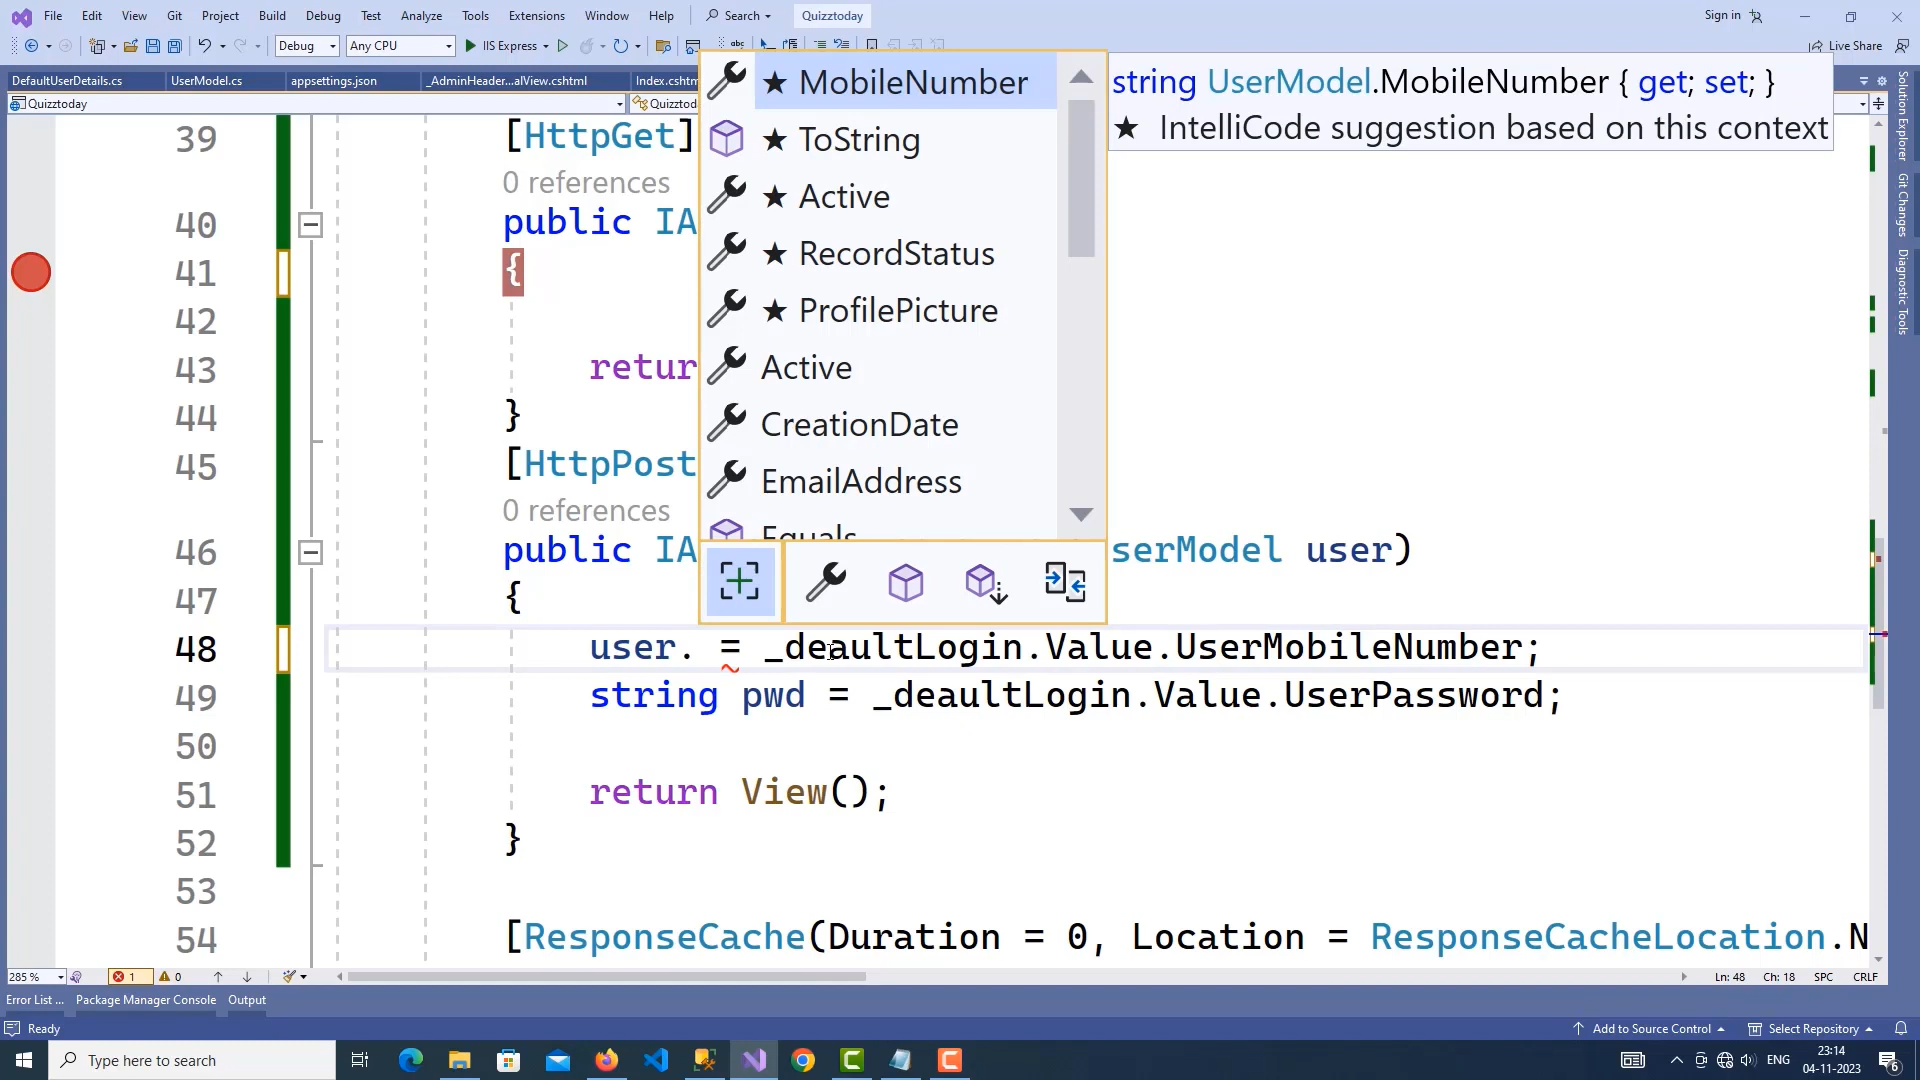 File Edit View Git Project Build Debug Test Analyze Tools Extensions Window Help Search Quizztoday Sign in
Debug Any CPU IIS Express Live Share
DefaultUserDetails.cs UserModel.cs appsettings.json _AdminHeader...alView.cshtml Index.cshtm
Quizztoday Quizztod
MobileNumber
ToString
Active
RecordStatus
ProfilePicture
Active
CreationDate
EmailAddress
Equals
string UserModel.MobileNumber { get; set; }
★ IntelliCode suggestion based on this context
39 [HttpGet]
0 references
40 public IA
41 {
42
43 retur
44 }
45 [HttpPost
0 references
46 public IA serModel user)
47 {
48 user. = _deaultLogin.Value.UserMobileNumber;
49 string pwd = _deaultLogin.Value.UserPassword;
50
51 return View();
52 }
53
54 [ResponseCache(Duration = 0, Location = ResponseCacheLocation.N
Solution Explorer
Git Changes
Diagnostic Tools
285 % 1 0 Ln: 48 Ch: 18 SPC CRLF
Error List ... Package Manager Console Output
Ready Add to Source Control Select Repository
Type here to search ENG 23:14
04-11-2023 6